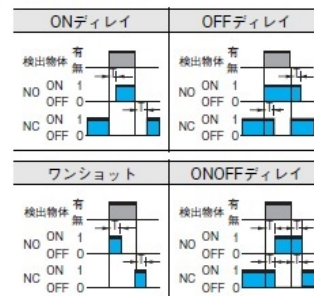 ONディレイ
検出物体 有
無
T
NO ON 1
OFF 0
T
NC ON 1
OFF 0
OFFディレイ
検出物体 有
無
T
NO ON 1
OFF 0
T
NC ON 1
OFF 0
ワンショット
検出物体 有
無
T
NO ON 1
OFF 0
T
NC ON 1
OFF 0
ONOFFディレイ
検出物体 有
無
T T
NO ON 1
OFF 0
T T
NC ON 1
OFF 0